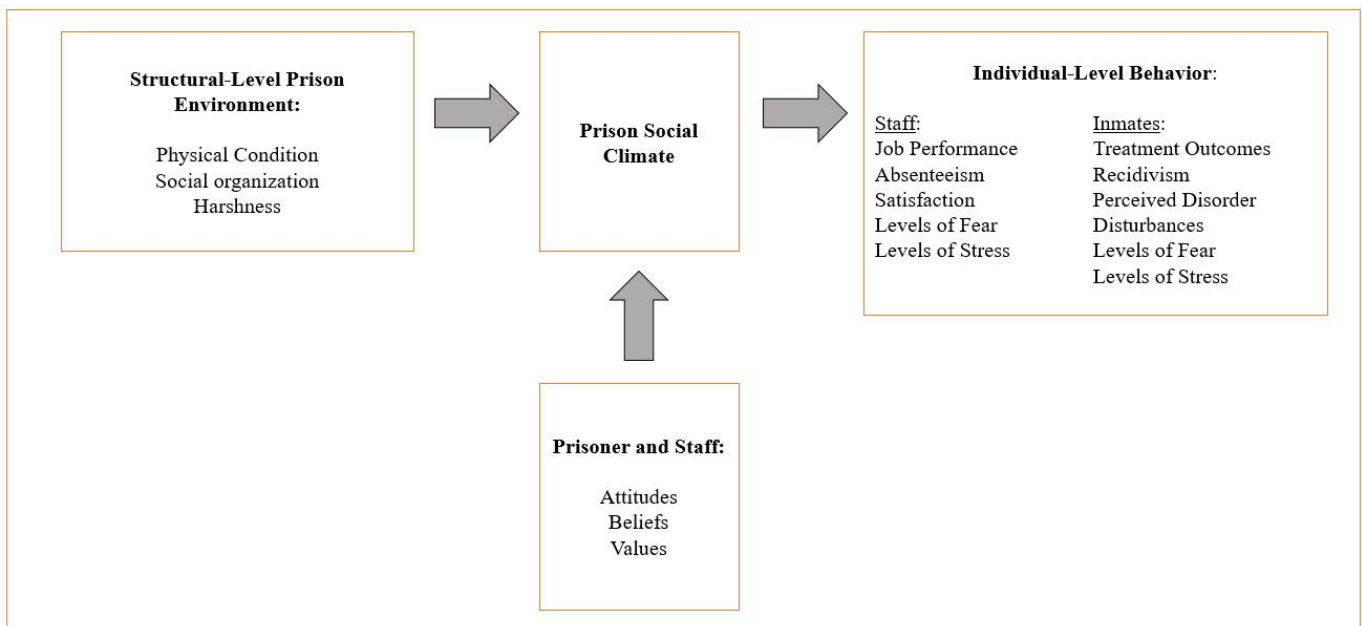 Structural-Level Prison
Environment:
Physical Condition
Social organization
Harshness
Prison Social
Climate
Individual-Level Behavior:
Staff:
Job Performance
Absenteeism
Satisfaction
Levels of Fear
Levels of Stress
Inmates:
Treatment Outcomes
Recidivism
Perceived Disorder
Disturbances
Levels of Fear
Levels of Stress
Prisoner and Staff:
Attitudes
Beliefs
Values